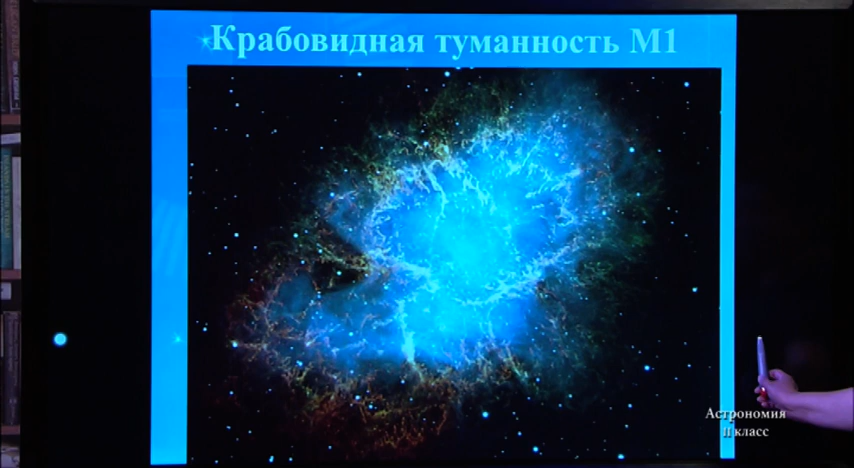 Крабовидная туманность М1
Астрономия
11 класс